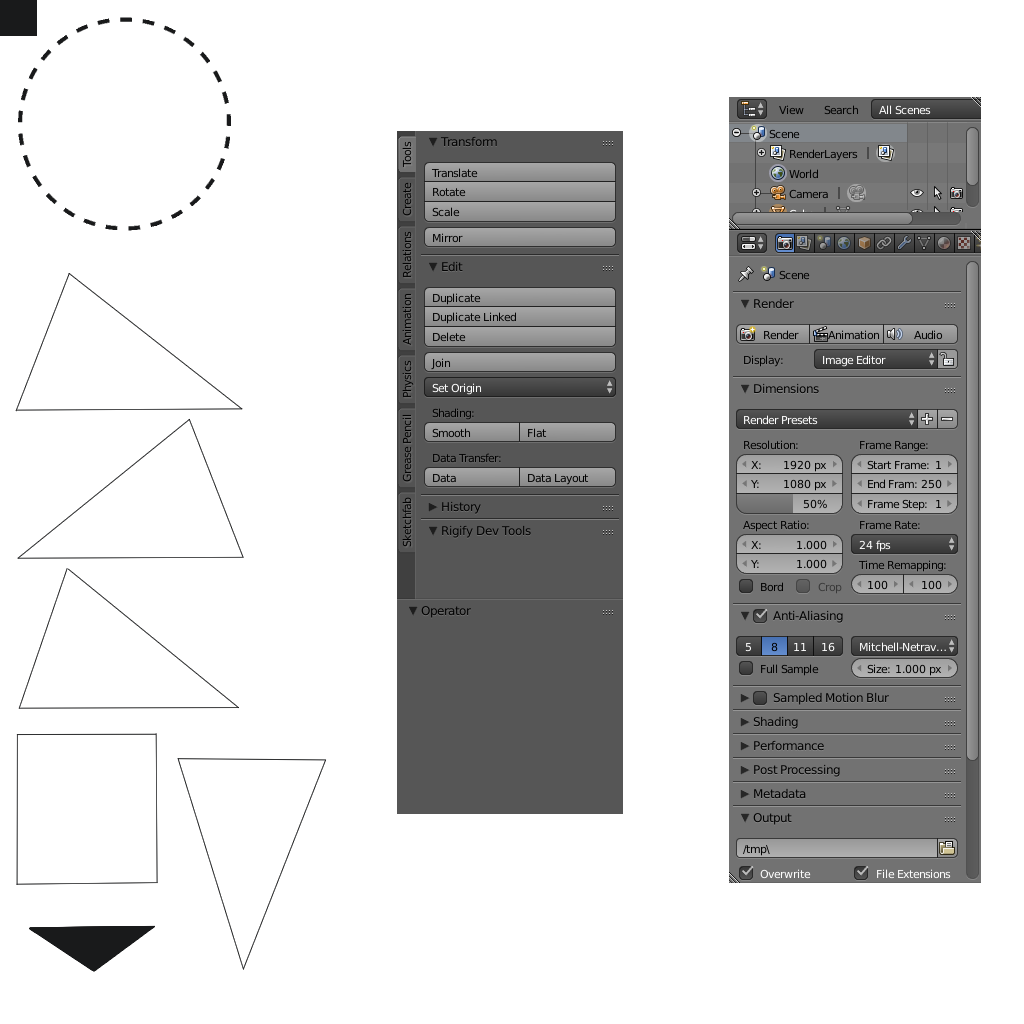 Tools
Create
Relations
Animation
Physics
Grease Pencil
Sketchfab
Transform
Translate
Rotate
Scale
Mirror
Edit
Duplicate
Duplicate Linked
Delete
Join
Set Origin
Shading:
Smooth Flat
Data Transfer:
Data Data Layout
History
Rigify Dev Tools
Operator
View Search All Scenes
Scene
RenderLayers
World
Camera
Scene
Render
Render Animation Audio
Display: Image Editor
Dimensions
Render Presets
Resolution: Frame Range:
X: 1920 px Start Frame: 1
Y: 1080 px End Fram: 250
50% Frame Step: 1
Aspect Ratio: Frame Rate:
X: 1.000 24 fps
Y: 1.000 Time Remapping:
Bord Crop 100 100
Anti-Aliasing
5 8 11 16 Mitchell-Netrav...
Full Sample Size: 1.000 px
Sampled Motion Blur
Shading
Performance
Post Processing
Metadata
Output
/tmp\
Overwrite File Extensions